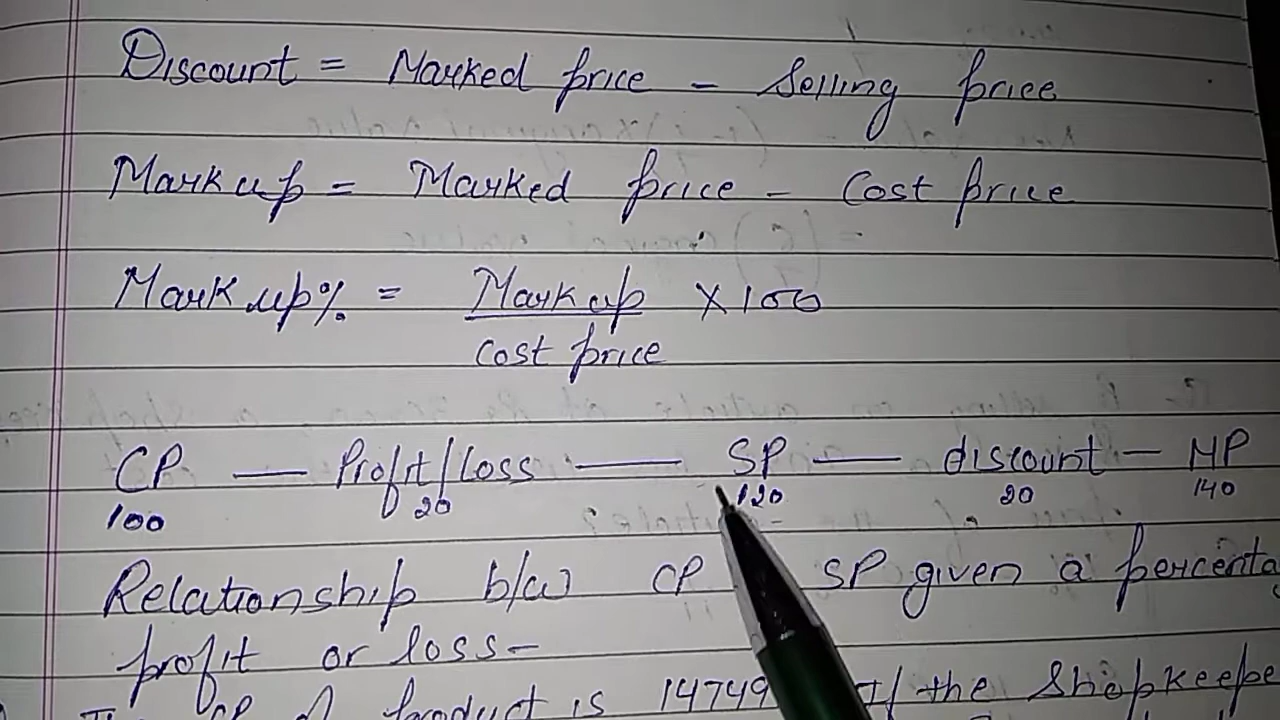 Discount = Marked price - Selling price
Mark up = Marked price - Cost price
Mark up% = Mark up × 100
Cost price
CP — Profit/Loss — SP — discount — MP
100 20 120 20 140
Relationship b/w CP SP given a percenta
profit or loss-
CP of product is 14749 If the Shopkeepe